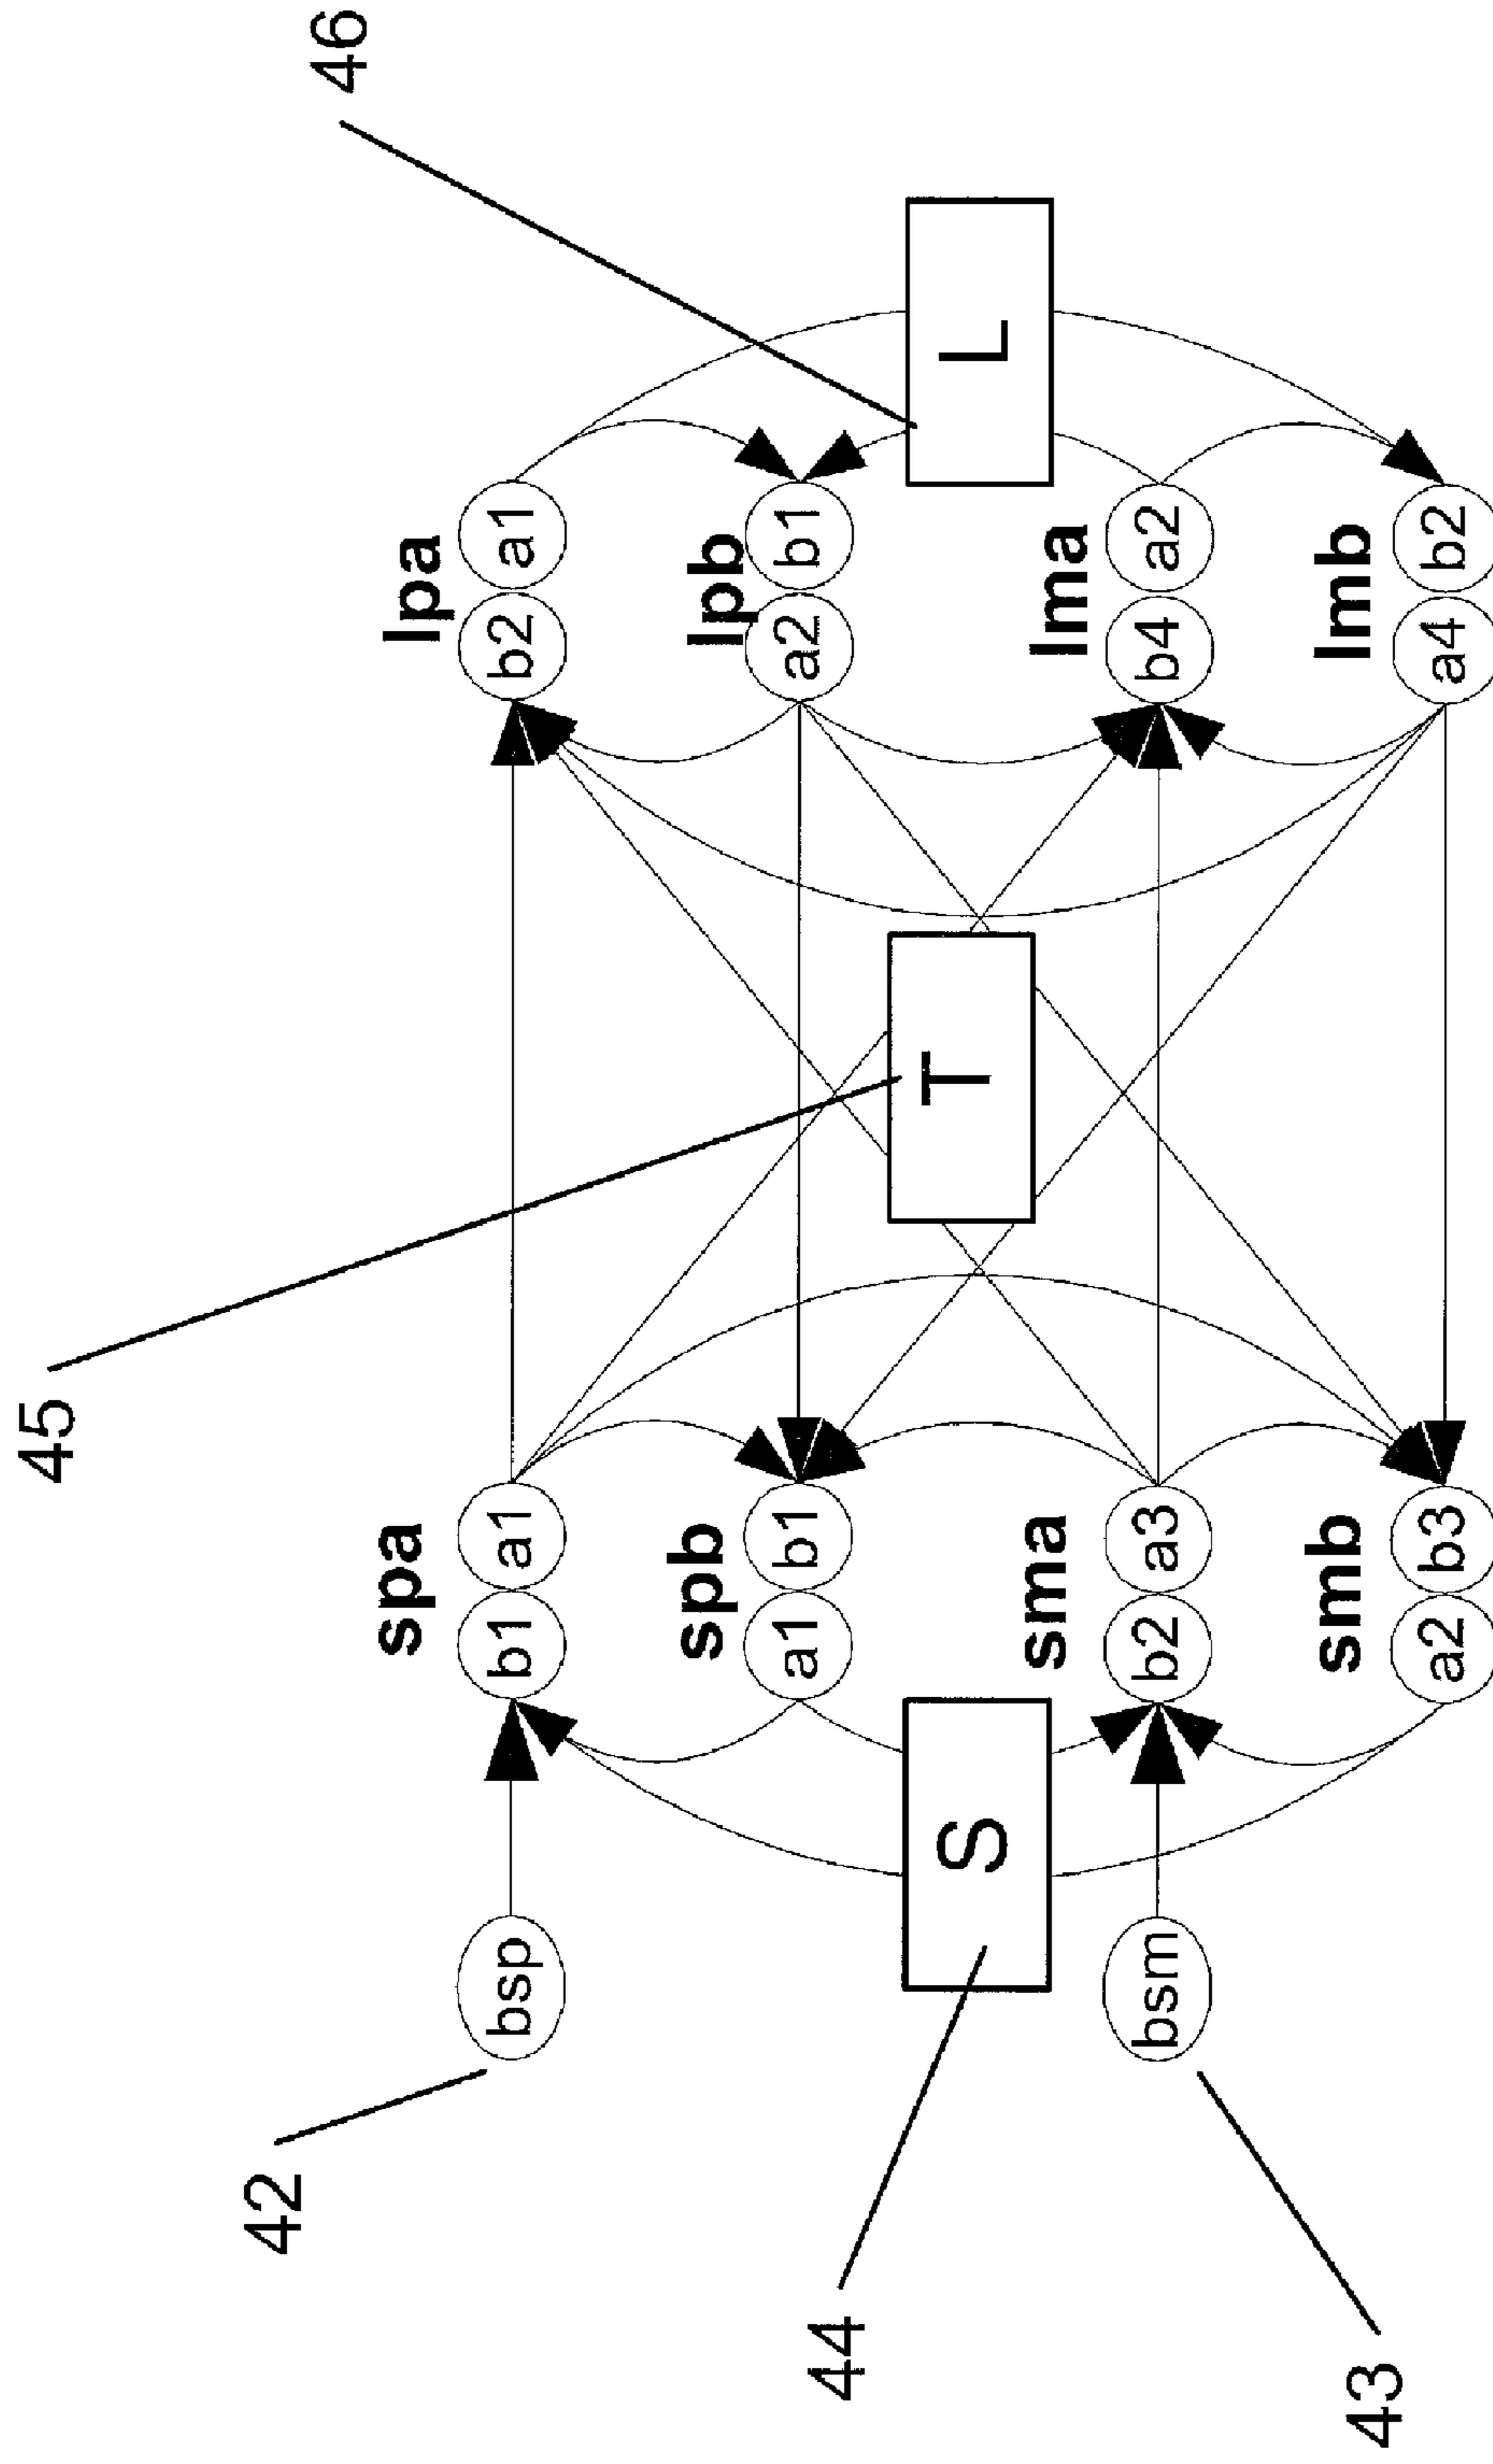 45
42
46
spa lpa
bsp b1 a1 b2 a1
spb lpb
a1 b1 a2 b1
44
S T L
sma lma
bsm b2 a3 b4 a2
smb lmb
43
a2 b3 a4 b2